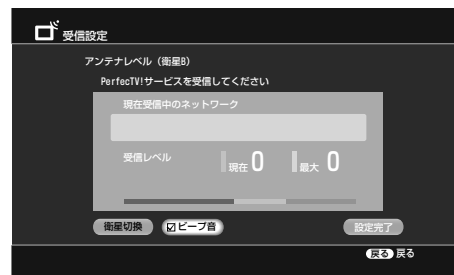 受信設定
アンテナレベル（衛星B）
PerfecTV!サービスを受信してください
現在受信中のネットワーク
受信レベル 現在 0 最大 0
衛星切換 ☑ビープ音 設定完了
戻る 戻る